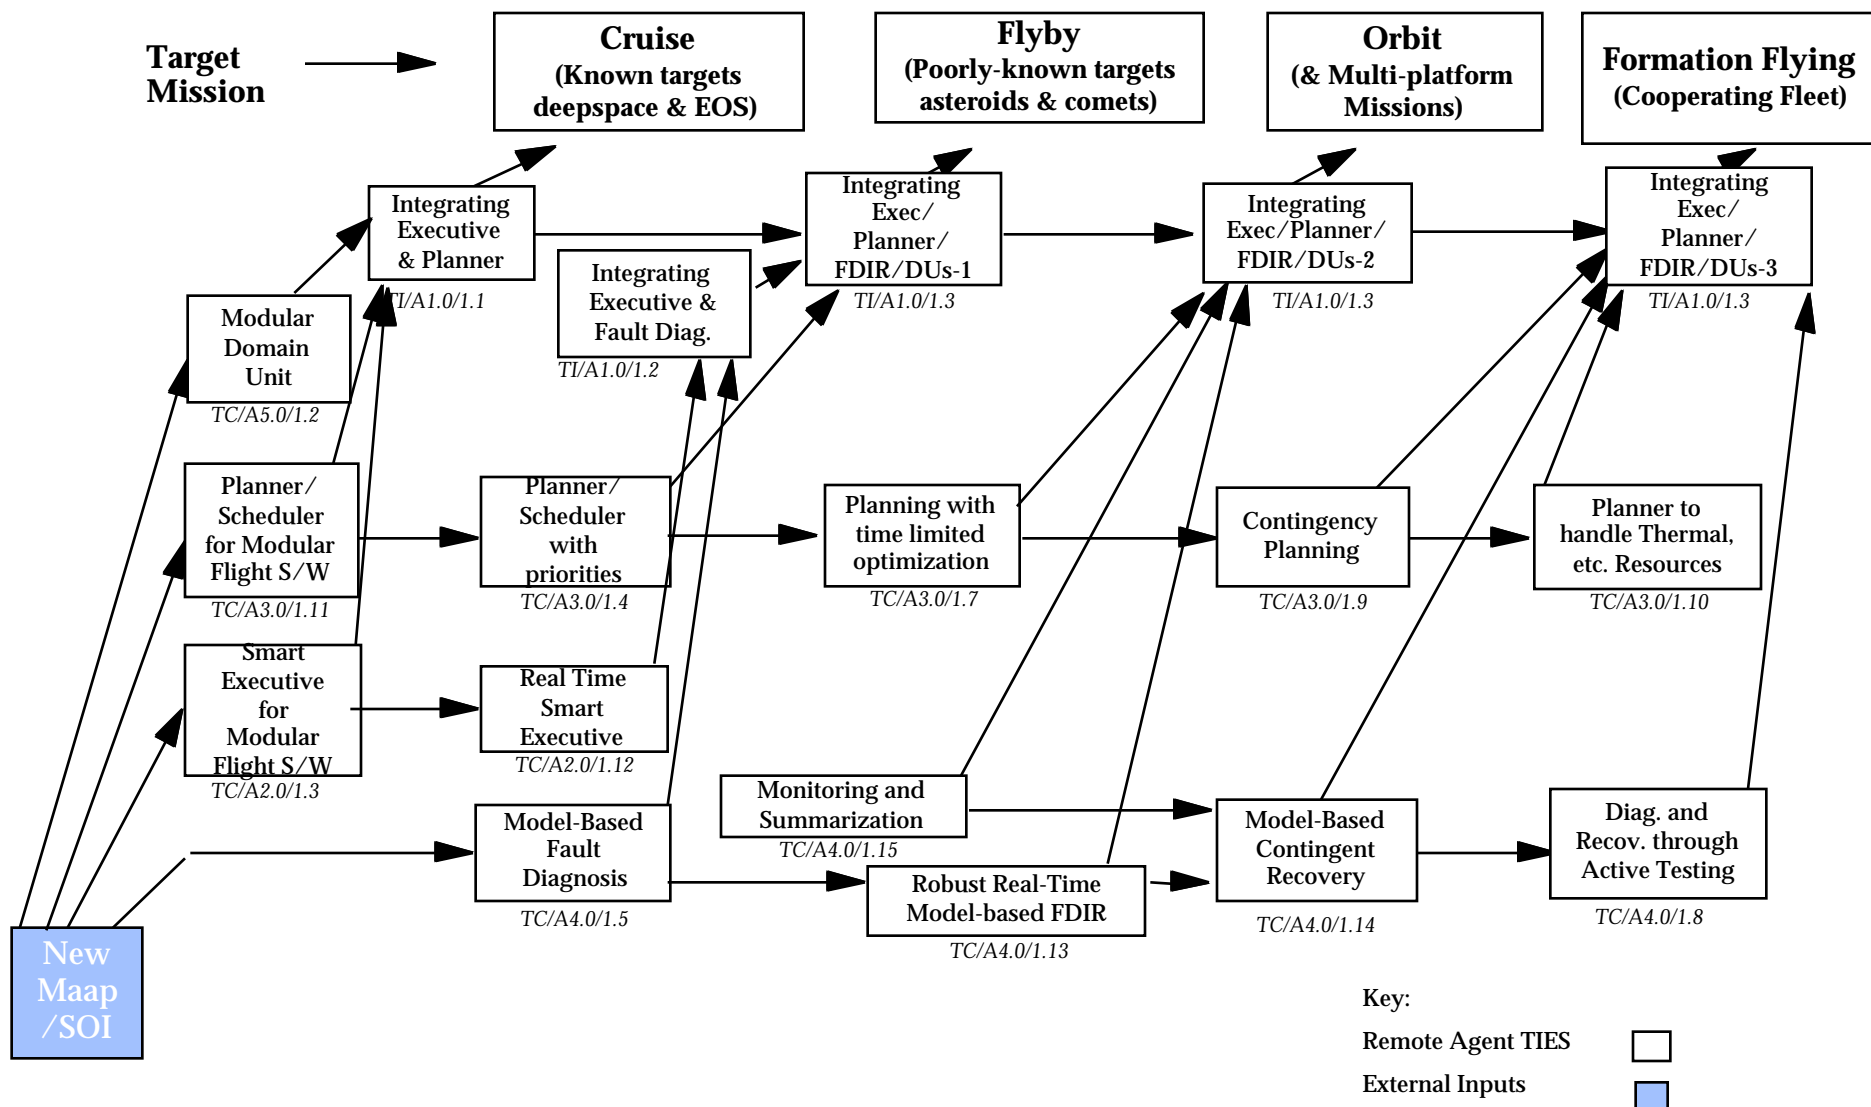 Target
Mission
Cruise
(Known targets
deepspace & EOS)
Flyby
(Poorly-known targets
asteroids & comets)
Orbit
(& Multi-platform
Missions)
Formation Flying
(Cooperating Fleet)
Integrating
Executive
& Planner
TI/A1.0/1.1
Integrating
Exec/
Planner/
FDIR/DUs-1
TI/A1.0/1.3
Integrating
Exec/Planner/
FDIR/DUs-2
TI/A1.0/1.3
Integrating
Exec/
Planner/
FDIR/DUs-3
TI/A1.0/1.3
Integrating
Executive &
Fault Diag.
TI/A1.0/1.2
Modular
Domain
Unit
TC/A5.0/1.2
Planner/
Scheduler
for Modular
Flight S/W
TC/A3.0/1.11
Planner/
Scheduler
with
priorities
TC/A3.0/1.4
Planning with
time limited
optimization
TC/A3.0/1.7
Contingency
Planning
TC/A3.0/1.9
Planner to
handle Thermal,
etc. Resources
TC/A3.0/1.10
Smart
Executive
for
Modular
Flight S/W
TC/A2.0/1.3
Real Time
Smart
Executive
TC/A2.0/1.12
Monitoring and
Summarization
TC/A4.0/1.15
Model-Based
Fault
Diagnosis
TC/A4.0/1.5
Robust Real-Time
Model-based FDIR
TC/A4.0/1.13
Model-Based
Contingent
Recovery
TC/A4.0/1.14
Diag. and
Recov. through
Active Testing
TC/A4.0/1.8
New
Maap
/SOI
Key:
Remote Agent TIES
External Inputs